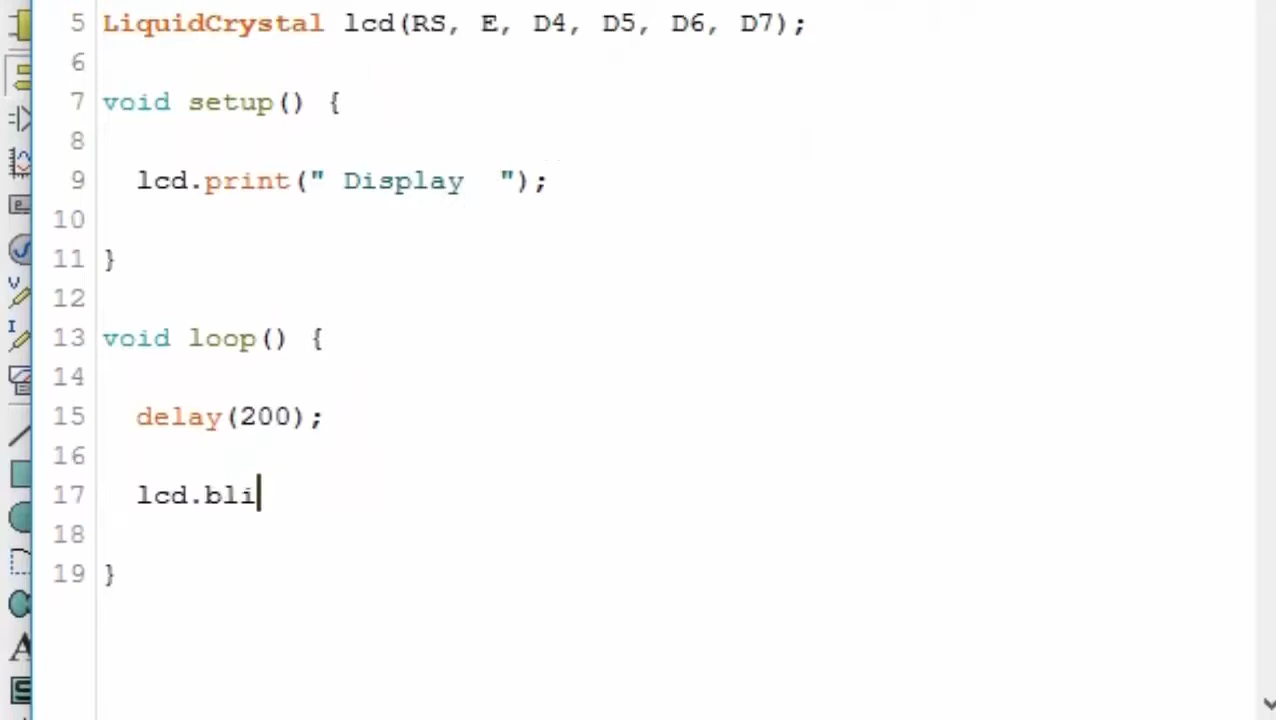 5 LiquidCrystal lcd(RS, E, D4, D5, D6, D7);
6
7 void setup() {
8
9   lcd.print(" Display  ");
10
11 }
12
13 void loop() {
14
15   delay(200);
16
17   lcd.bli
18
19 }